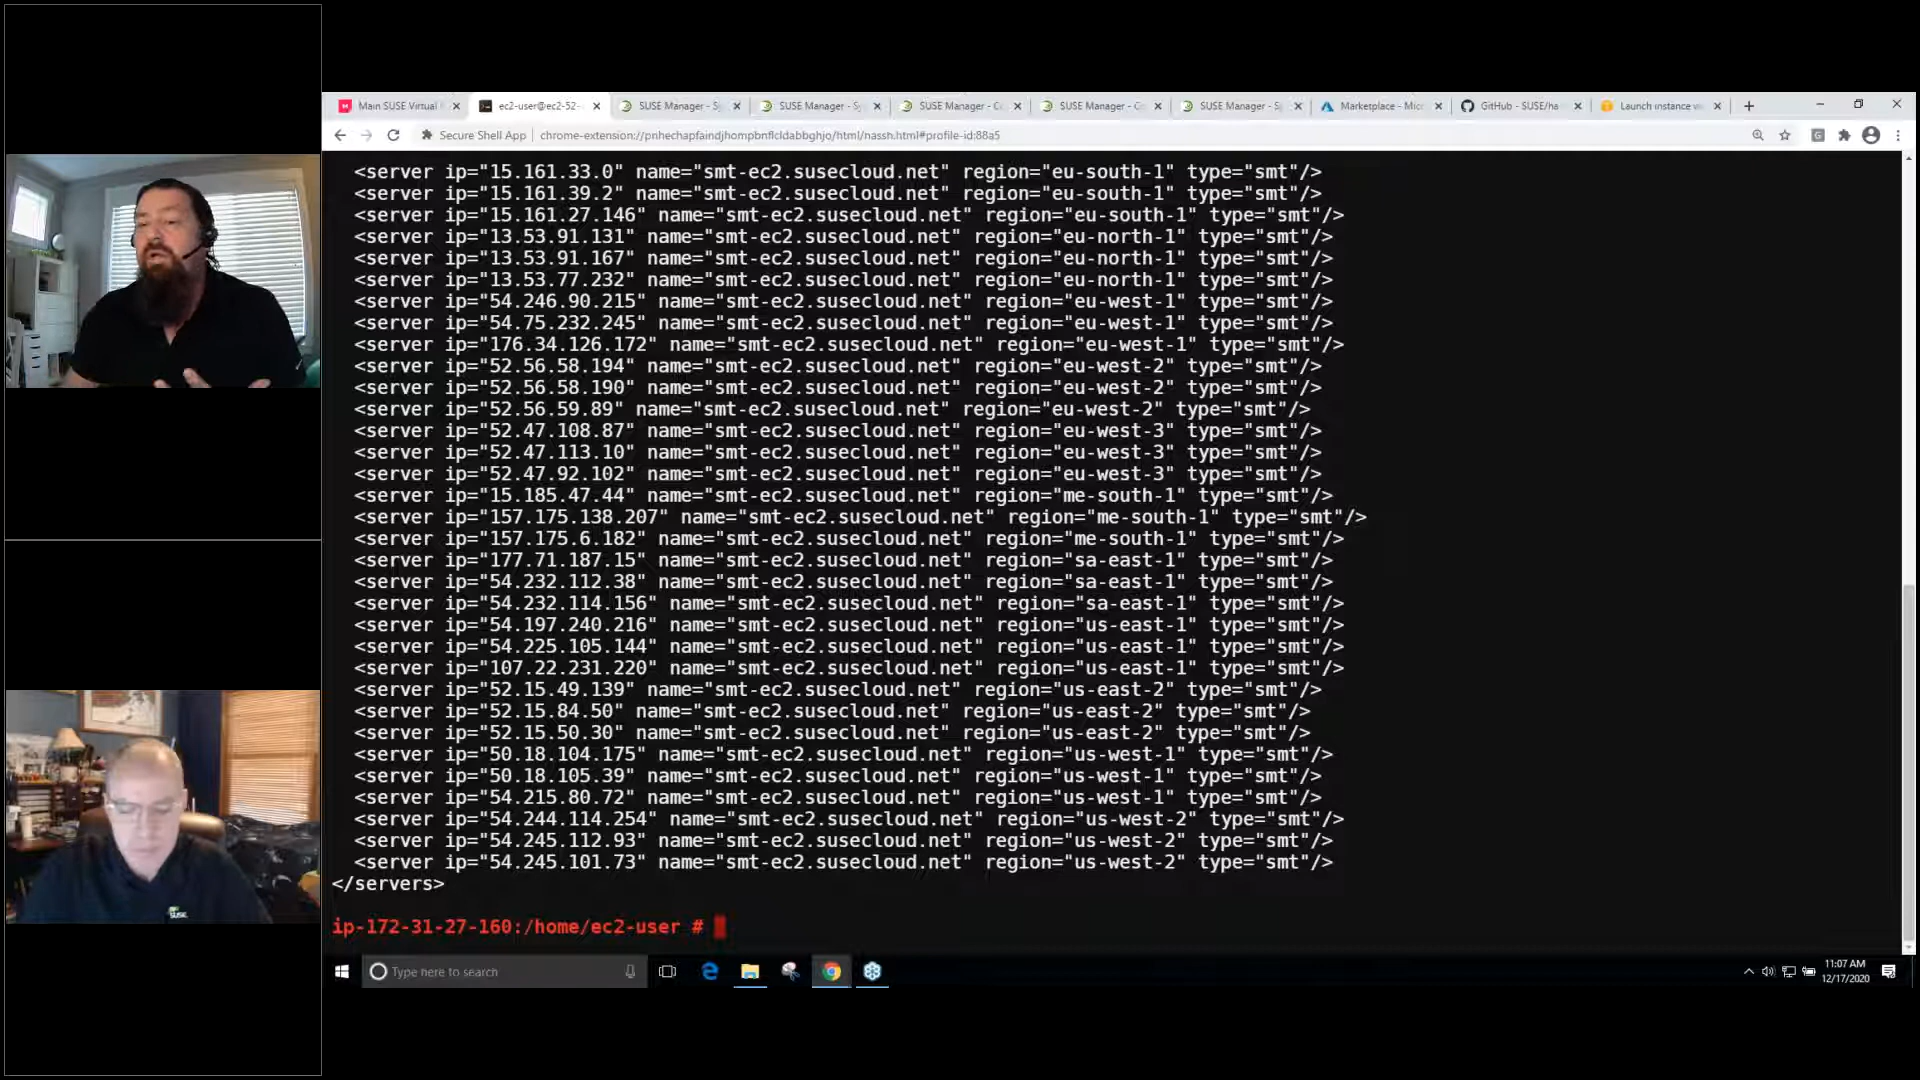 Main SUSE Virtual
ec2-user@ec2-52-
SUSE Manager - Sy
SUSE Manager - Sy
SUSE Manager - Co
SUSE Manager - Co
SUSE Manager - Sy
Marketplace - Micr
GitHub - SUSE/ha
Launch instance w
Secure Shell App
chrome-extension://pnhechapfaindjhompbnflcldabbghjo/html/nassh.html#profile-id:88a5
<server ip="15.161.33.0" name="smt-ec2.susecloud.net" region="eu-south-1" type="smt"/>
<server ip="15.161.39.2" name="smt-ec2.susecloud.net" region="eu-south-1" type="smt"/>
<server ip="15.161.27.146" name="smt-ec2.susecloud.net" region="eu-south-1" type="smt"/>
<server ip="13.53.91.131" name="smt-ec2.susecloud.net" region="eu-north-1" type="smt"/>
<server ip="13.53.91.167" name="smt-ec2.susecloud.net" region="eu-north-1" type="smt"/>
<server ip="13.53.77.232" name="smt-ec2.susecloud.net" region="eu-north-1" type="smt"/>
<server ip="54.246.90.215" name="smt-ec2.susecloud.net" region="eu-west-1" type="smt"/>
<server ip="54.75.232.245" name="smt-ec2.susecloud.net" region="eu-west-1" type="smt"/>
<server ip="176.34.126.172" name="smt-ec2.susecloud.net" region="eu-west-1" type="smt"/>
<server ip="52.56.58.194" name="smt-ec2.susecloud.net" region="eu-west-2" type="smt"/>
<server ip="52.56.58.190" name="smt-ec2.susecloud.net" region="eu-west-2" type="smt"/>
<server ip="52.56.59.89" name="smt-ec2.susecloud.net" region="eu-west-2" type="smt"/>
<server ip="52.47.108.87" name="smt-ec2.susecloud.net" region="eu-west-3" type="smt"/>
<server ip="52.47.113.10" name="smt-ec2.susecloud.net" region="eu-west-3" type="smt"/>
<server ip="52.47.92.102" name="smt-ec2.susecloud.net" region="eu-west-3" type="smt"/>
<server ip="15.185.47.44" name="smt-ec2.susecloud.net" region="me-south-1" type="smt"/>
<server ip="157.175.138.207" name="smt-ec2.susecloud.net" region="me-south-1" type="smt"/>
<server ip="157.175.6.182" name="smt-ec2.susecloud.net" region="me-south-1" type="smt"/>
<server ip="177.71.187.15" name="smt-ec2.susecloud.net" region="sa-east-1" type="smt"/>
<server ip="54.232.112.38" name="smt-ec2.susecloud.net" region="sa-east-1" type="smt"/>
<server ip="54.232.114.156" name="smt-ec2.susecloud.net" region="sa-east-1" type="smt"/>
<server ip="54.197.240.216" name="smt-ec2.susecloud.net" region="us-east-1" type="smt"/>
<server ip="54.225.105.144" name="smt-ec2.susecloud.net" region="us-east-1" type="smt"/>
<server ip="107.22.231.220" name="smt-ec2.susecloud.net" region="us-east-1" type="smt"/>
<server ip="52.15.49.139" name="smt-ec2.susecloud.net" region="us-east-2" type="smt"/>
<server ip="52.15.84.50" name="smt-ec2.susecloud.net" region="us-east-2" type="smt"/>
<server ip="52.15.50.30" name="smt-ec2.susecloud.net" region="us-east-2" type="smt"/>
<server ip="50.18.104.175" name="smt-ec2.susecloud.net" region="us-west-1" type="smt"/>
<server ip="50.18.105.39" name="smt-ec2.susecloud.net" region="us-west-1" type="smt"/>
<server ip="54.215.80.72" name="smt-ec2.susecloud.net" region="us-west-1" type="smt"/>
<server ip="54.244.114.254" name="smt-ec2.susecloud.net" region="us-west-2" type="smt"/>
<server ip="54.245.112.93" name="smt-ec2.susecloud.net" region="us-west-2" type="smt"/>
<server ip="54.245.101.73" name="smt-ec2.susecloud.net" region="us-west-2" type="smt"/>
</servers>
ip-172-31-27-160:/home/ec2-user #
SUSE
Type here to search
11:07 AM
12/17/2020